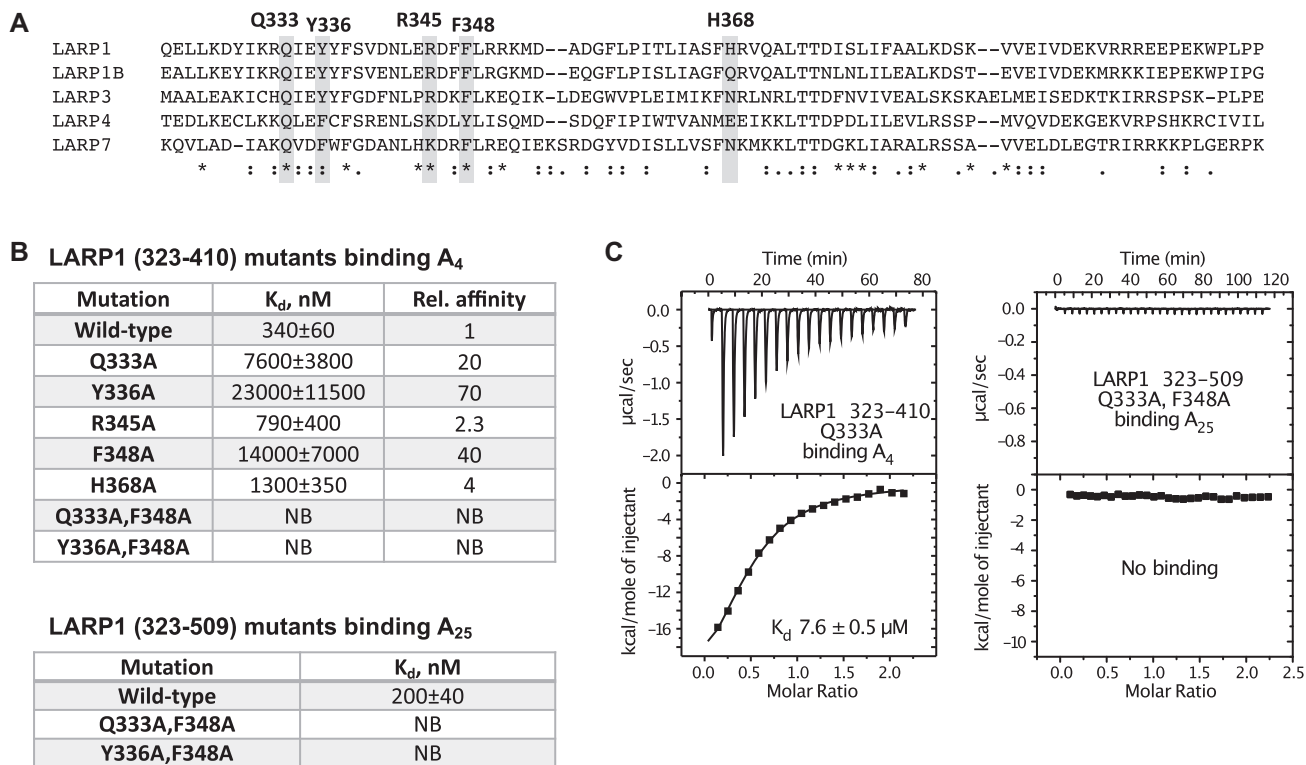 A
Q333 Y336 R345 F348 H368
LARP1 QELLKDYIKRQIEYYFSVDNLERDFFLRRKMD--ADGFLPITLIASFHRVQALTTDISLIFAALKDSK--VVEIVDEKVRRREEPEKWPLPP
LARP1B EALLKEYIKRQIEYYFSVENLERDFFLRGKMD--EQGFLPISLIAGFQRVQALTTNLNLILEALKDST--EVEIVDEKMRKKIEPEKWPIPG
LARP3 MAALEAKICHQIEYYFGDFNLPRDKFLKEQIK-LDEGWVPLEIMIKFNRLNRLTTDFNVIVEALSKSKAELMEISEDKTKIRRSPSK-PLPE
LARP4 TEDLKECLKKQLEFCFSRENLSKDLYLISQMD--SDQFIPIWTVANMEEIKKLTTDPDLILEVLRSSP--MVQVDEKGEKVRPSHKRCIVIL
LARP7 KQVLAD-IAKQVDFWFGDANLHKDRFLREQIEKSRDGYVDISLLVSFNKMKKLTTDGKLIARALRSSA--VVELDLEGTRIRRKKPLGERPK
B LARP1 (323-410) mutants binding A4
Mutation Kd, nM Rel. affinity
Wild-type 340±60 1
Q333A 7600±3800 20
Y336A 23000±11500 70
R345A 790±400 2.3
F348A 14000±7000 40
H368A 1300±350 4
Q333A,F348A NB NB
Y336A,F348A NB NB
LARP1 (323-509) mutants binding A25
Mutation Kd, nM
Wild-type 200±40
Q333A,F348A NB
Y336A,F348A NB
C
Time (min)
0 20 40 60 80
0.0
-0.5
-1.0
-1.5
-2.0
µcal/sec
LARP1 323–410
Q333A
binding A4
0
-4
-8
-12
-16
kcal/mole of injectant
Kd 7.6 ± 0.5 µM
0.0 0.5 1.0 1.5 2.0
Molar Ratio
Time (min)
0 20 40 60 80 100 120
0.0
-0.2
-0.4
-0.6
-0.8
µcal/sec
LARP1 323–509
Q333A, F348A
binding A25
0
-2
-4
-6
-8
-10
kcal/mole of injectant
No binding
0.0 0.5 1.0 1.5 2.0 2.5
Molar Ratio